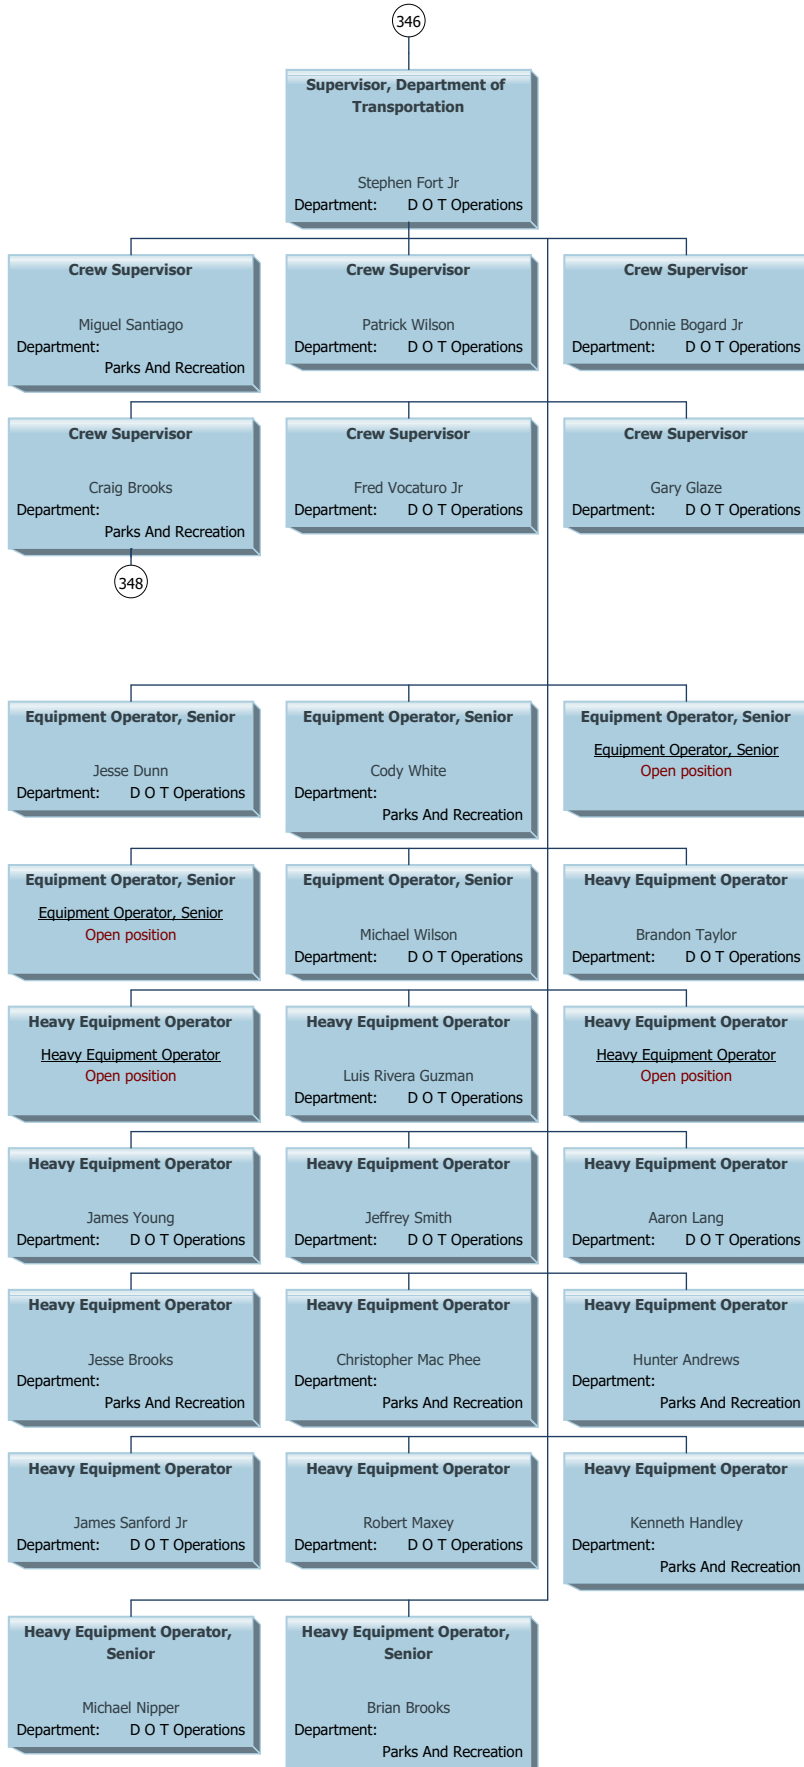 346
Supervisor, Department of
Transportation
Stephen Fort Jr
Department: D O T Operations
Crew Supervisor
Miguel Santiago
Department:
Parks And Recreation
Crew Supervisor
Patrick Wilson
Department: D O T Operations
Crew Supervisor
Donnie Bogard Jr
Department: D O T Operations
Crew Supervisor
Craig Brooks
Department:
Parks And Recreation
348
Crew Supervisor
Fred Vocaturo Jr
Department: D O T Operations
Crew Supervisor
Gary Glaze
Department: D O T Operations
Equipment Operator, Senior
Jesse Dunn
Department: D O T Operations
Equipment Operator, Senior
Cody White
Department:
Parks And Recreation
Equipment Operator, Senior
Equipment Operator, Senior
Open position
Equipment Operator, Senior
Equipment Operator, Senior
Open position
Equipment Operator, Senior
Michael Wilson
Department: D O T Operations
Heavy Equipment Operator
Brandon Taylor
Department: D O T Operations
Heavy Equipment Operator
Heavy Equipment Operator
Open position
Heavy Equipment Operator
Luis Rivera Guzman
Department: D O T Operations
Heavy Equipment Operator
Heavy Equipment Operator
Open position
Heavy Equipment Operator
James Young
Department: D O T Operations
Heavy Equipment Operator
Jeffrey Smith
Department: D O T Operations
Heavy Equipment Operator
Aaron Lang
Department: D O T Operations
Heavy Equipment Operator
Jesse Brooks
Department:
Parks And Recreation
Heavy Equipment Operator
Christopher Mac Phee
Department:
Parks And Recreation
Heavy Equipment Operator
Hunter Andrews
Department:
Parks And Recreation
Heavy Equipment Operator
James Sanford Jr
Department: D O T Operations
Heavy Equipment Operator
Robert Maxey
Department: D O T Operations
Heavy Equipment Operator
Kenneth Handley
Department:
Parks And Recreation
Heavy Equipment Operator,
Senior
Michael Nipper
Department: D O T Operations
Heavy Equipment Operator,
Senior
Brian Brooks
Department:
Parks And Recreation